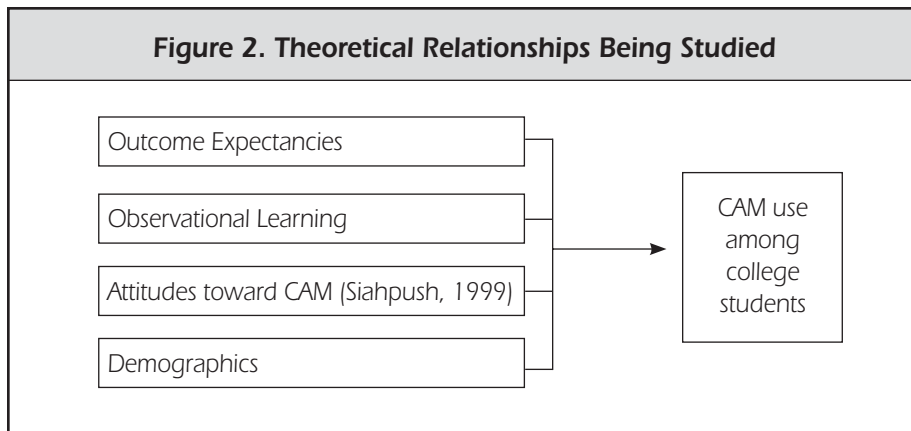 Figure 2. Theoretical Relationships Being Studied
Outcome Expectancies
Observational Learning
Attitudes toward CAM (Siahpush, 1999)
Demographics
CAM use
among
college
students